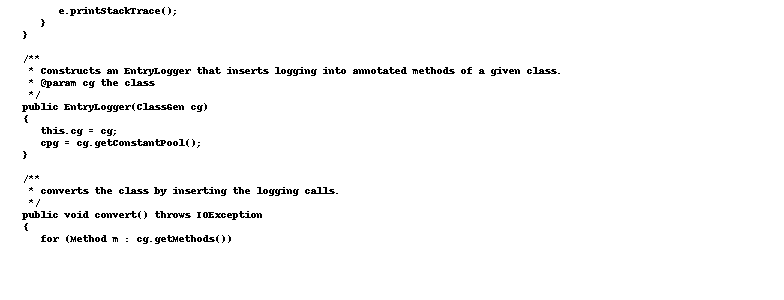 e.printStackTrace();
}
}
/**
* Constructs an EntryLogger that inserts logging into annotated methods of a given class.
* @param cg the class
*/
public EntryLogger(ClassGen cg)
{
this.cg = cg;
cpg = cg.getConstantPool();
}
/**
* converts the class by inserting the logging calls.
*/
public void convert() throws IOException
{
for (Method m : cg.getMethods())